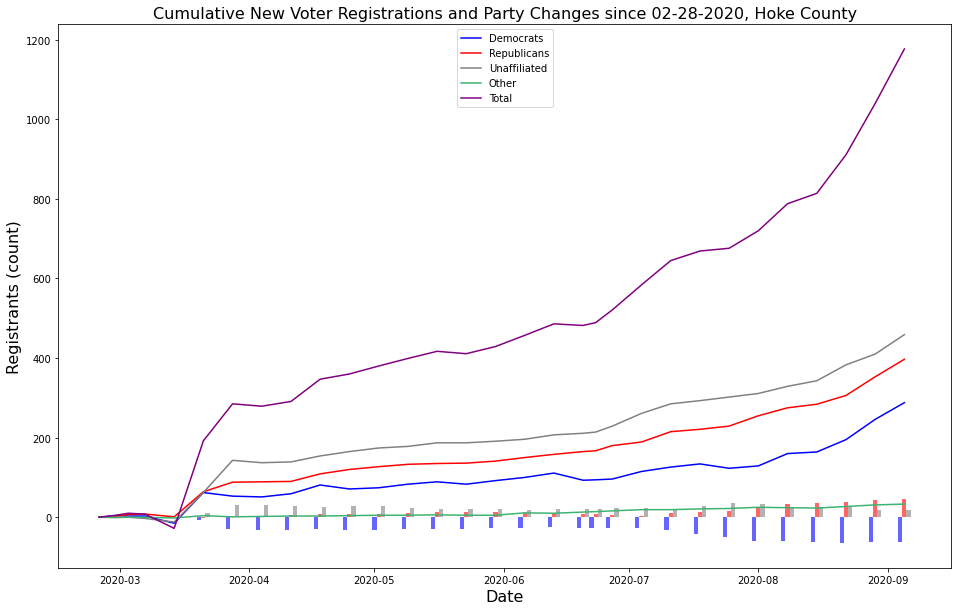 Cumulative New Voter Registrations and Party Changes since 02-28-2020, Hoke County
Democrats
Republicans
Unaffiliated
Other
Total
Registrants (count)
1200
1000
800
600
400
200
0
2020-03
2020-04
2020-05
2020-06
2020-07
2020-08
2020-09
Date